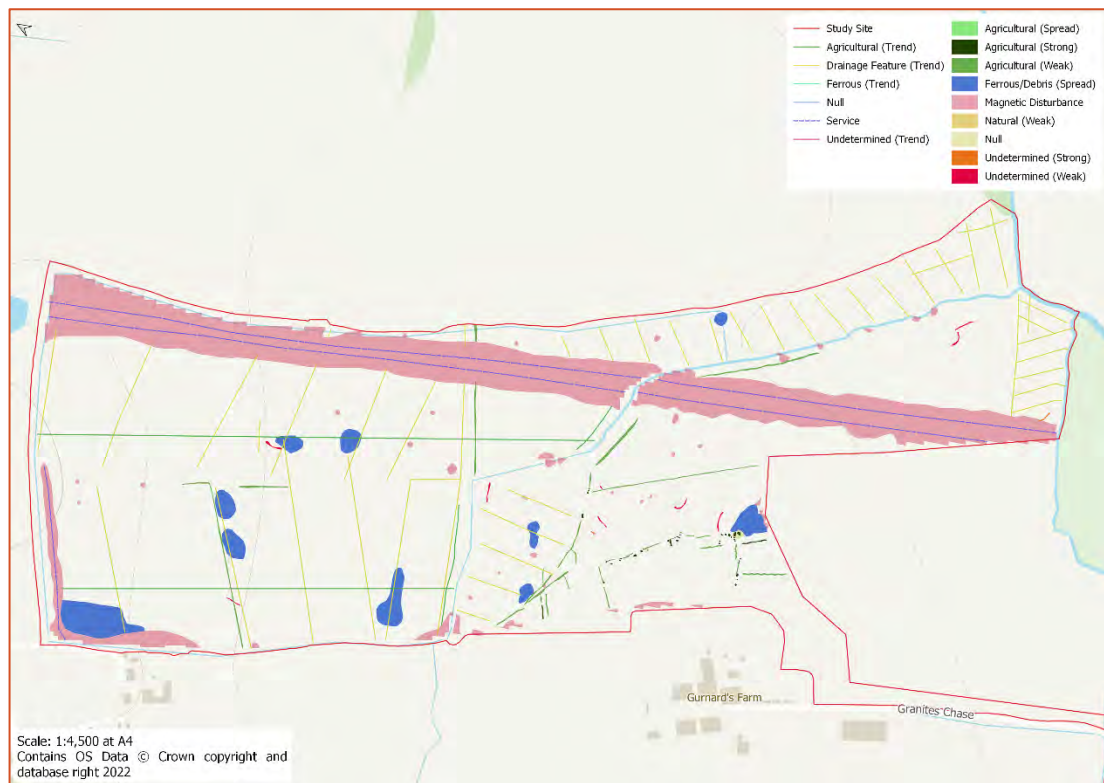 Study Site
Agricultural (Trend)
Drainage Feature (Trend)
Ferrous (Trend)
Null
Service
Undetermined (Trend)
Agricultural (Spread)
Agricultural (Strong)
Agricultural (Weak)
Ferrous/Debris (Spread)
Magnetic Disturbance
Natural (Weak)
Null
Undetermined (Strong)
Undetermined (Weak)
Gurnard's Farm
Granites Chase
Scale: 1:4,500 at A4
Contains OS Data © Crown copyright and
database right 2022